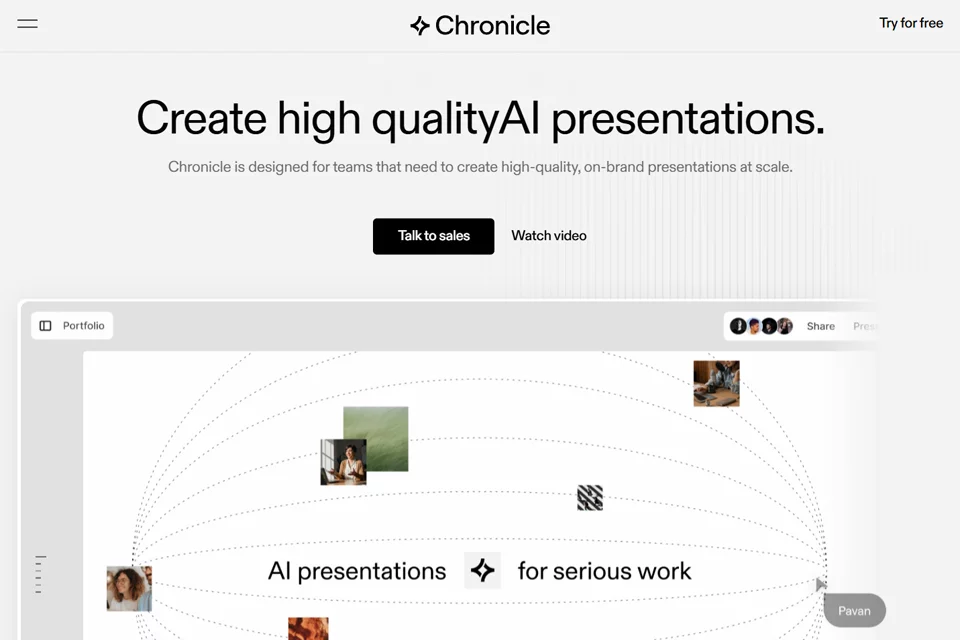 Chronicle
Try for free
Create high qualityAI presentations.
Chronicle is designed for teams that need to create high-quality, on-brand presentations at scale.
Talk to sales
Watch video
Portfolio
Share
AI presentations
for serious work
Pavan